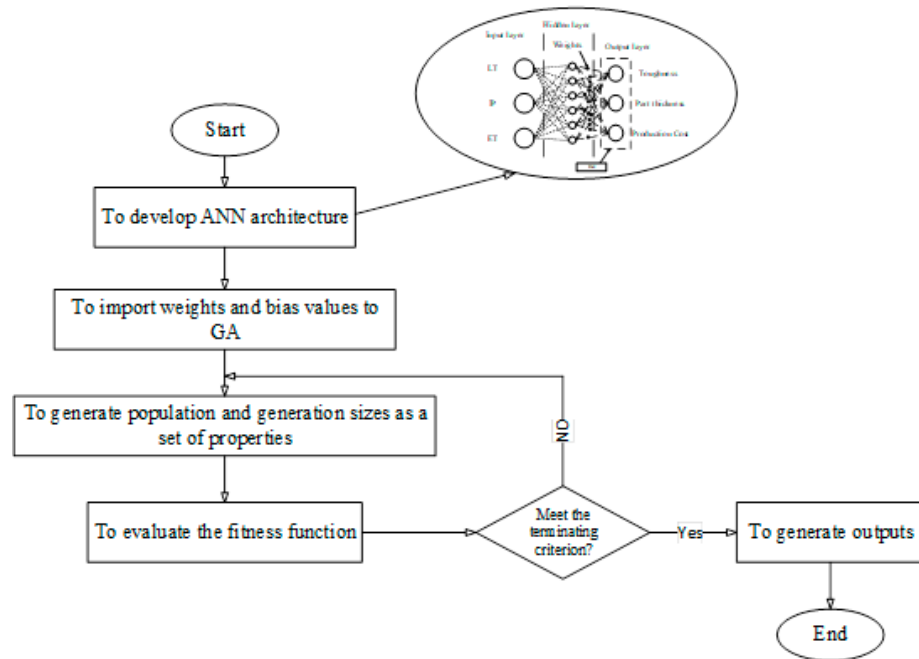 Hidden layer
Input layer
Output layer
Weights
Toughness
IP
Part thickness
ET
Production Cost
Start
To develop ANN architecture
To import weights and bias values to
GA
To generate population and generation sizes as a
set of properties
NO
To evaluate the fitness function
Meet the
terminating
criterion?
Yes
To generate outputs
End